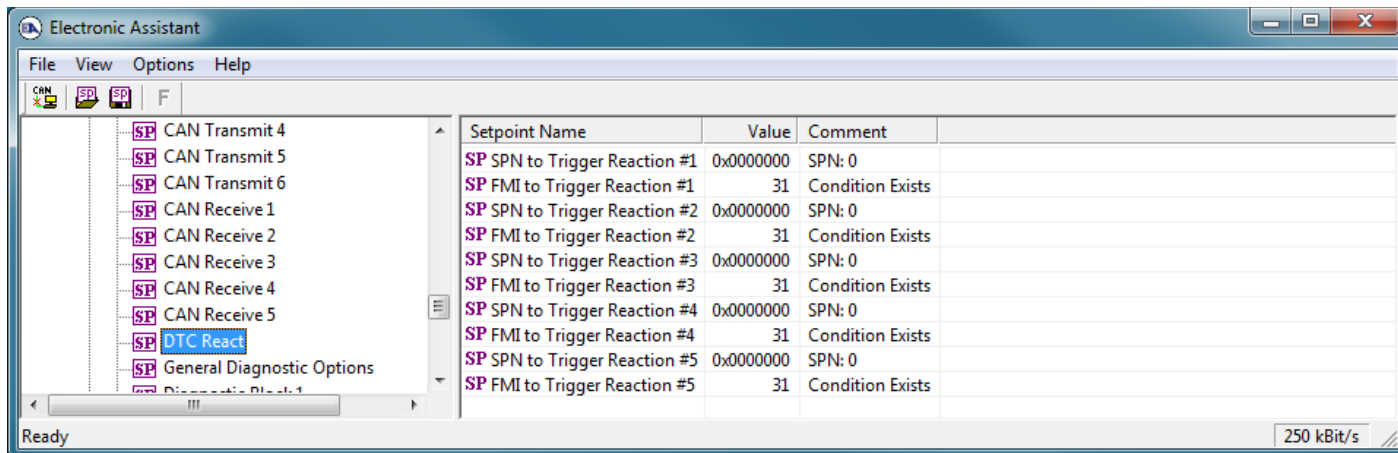 EA Electronic Assistant
File View Options Help
CAN SP SP F
SP CAN Transmit 4
SP CAN Transmit 5
SP CAN Transmit 6
SP CAN Receive 1
SP CAN Receive 2
SP CAN Receive 3
SP CAN Receive 4
SP CAN Receive 5
SP DTC React
SP General Diagnostic Options
SP Diagnostic Block 1
Setpoint Name Value Comment
SP SPN to Trigger Reaction #1 0x0000000 SPN: 0
SP FMI to Trigger Reaction #1 31 Condition Exists
SP SPN to Trigger Reaction #2 0x0000000 SPN: 0
SP FMI to Trigger Reaction #2 31 Condition Exists
SP SPN to Trigger Reaction #3 0x0000000 SPN: 0
SP FMI to Trigger Reaction #3 31 Condition Exists
SP SPN to Trigger Reaction #4 0x0000000 SPN: 0
SP FMI to Trigger Reaction #4 31 Condition Exists
SP SPN to Trigger Reaction #5 0x0000000 SPN: 0
SP FMI to Trigger Reaction #5 31 Condition Exists
Ready 250 kBit/s